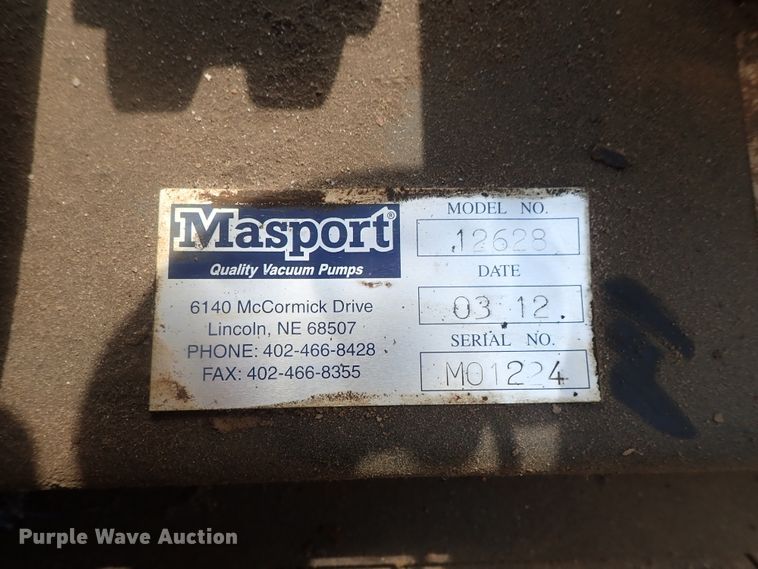 Masport®
Quality Vacuum Pumps
6140 McCormick Drive
Lincoln, NE 68507
PHONE: 402-466-8428
FAX: 402-466-8355
MODEL NO.
12628
DATE
03 12
SERIAL NO.
M01224
Purple Wave Auction